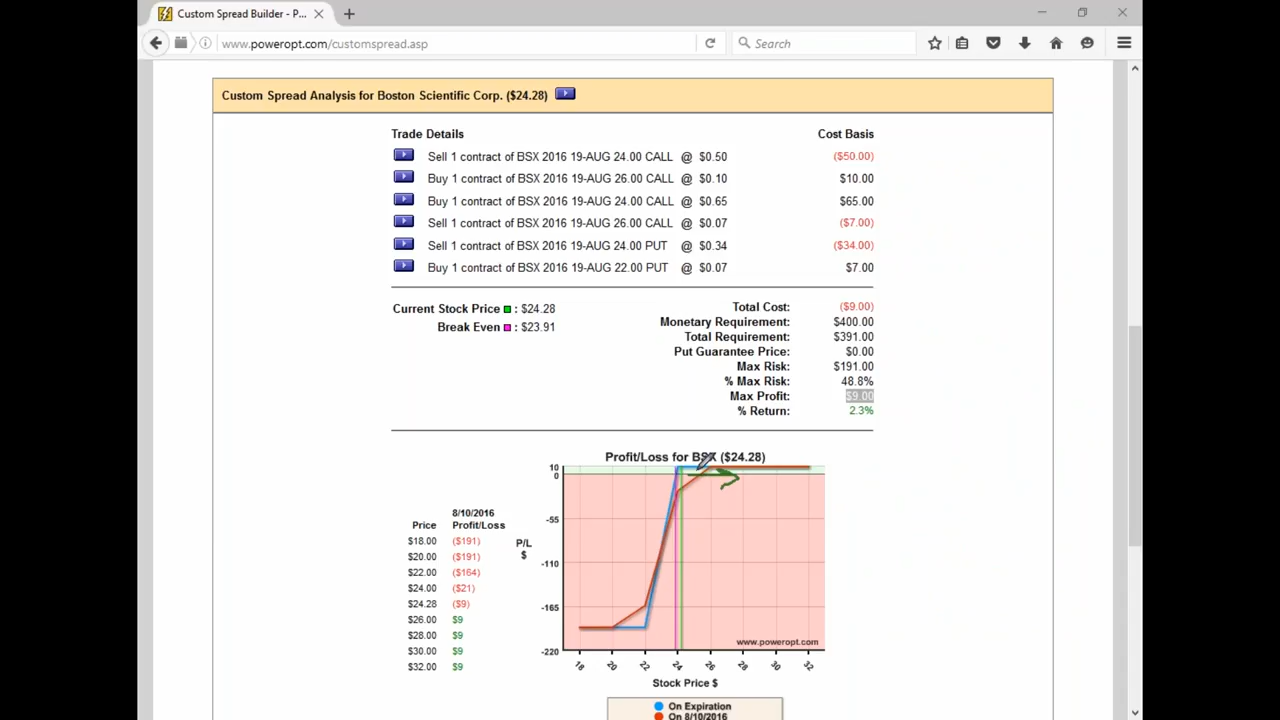 Custom Spread Builder - P...
www.poweropt.com/customspread.asp
Search
Custom Spread Analysis for Boston Scientific Corp. ($24.28)
Trade Details Cost Basis
Sell 1 contract of BSX 2016 19-AUG 24.00 CALL @ $0.50 ($50.00)
Buy 1 contract of BSX 2016 19-AUG 26.00 CALL @ $0.10 $10.00
Buy 1 contract of BSX 2016 19-AUG 24.00 CALL @ $0.65 $65.00
Sell 1 contract of BSX 2016 19-AUG 26.00 CALL @ $0.07 ($7.00)
Sell 1 contract of BSX 2016 19-AUG 24.00 PUT @ $0.34 ($34.00)
Buy 1 contract of BSX 2016 19-AUG 22.00 PUT @ $0.07 $7.00
Current Stock Price : $24.28
Break Even : $23.91
Total Cost: ($9.00)
Monetary Requirement: $400.00
Total Requirement: $391.00
Put Guarantee Price: $0.00
Max Risk: $191.00
% Max Risk: 48.8%
Max Profit: $9.00
% Return: 2.3%
Profit/Loss for BSX ($24.28)
8/10/2016
Price Profit/Loss
$18.00 ($191)
$20.00 ($191)
$22.00 ($164)
$24.00 ($21)
$24.28 ($9)
$26.00 $9
$28.00 $9
$30.00 $9
$32.00 $9
P/L
$
10
0
-55
-110
-165
-220
www.poweropt.com
18 20 22 24 26 28 30 32
Stock Price $
On Expiration
On 8/10/2016